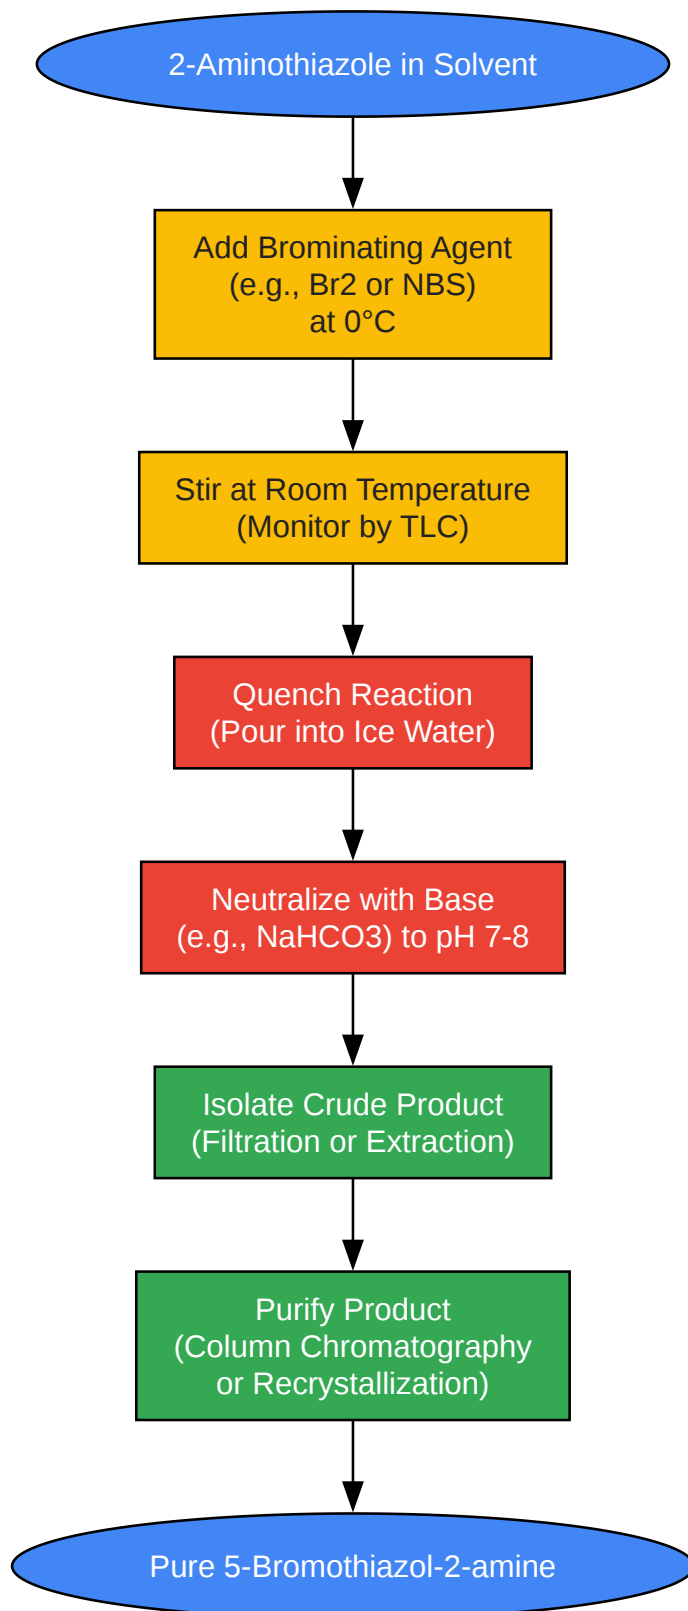 2-Aminothiazole in Solvent
Add Brominating Agent
(e.g., Br2 or NBS)
at 0°C
Stir at Room Temperature
(Monitor by TLC)
Quench Reaction
(Pour into Ice Water)
Neutralize with Base
(e.g., NaHCO3) to pH 7-8
Isolate Crude Product
(Filtration or Extraction)
Purify Product
(Column Chromatography
or Recrystallization)
Pure 5-Bromothiazol-2-amine